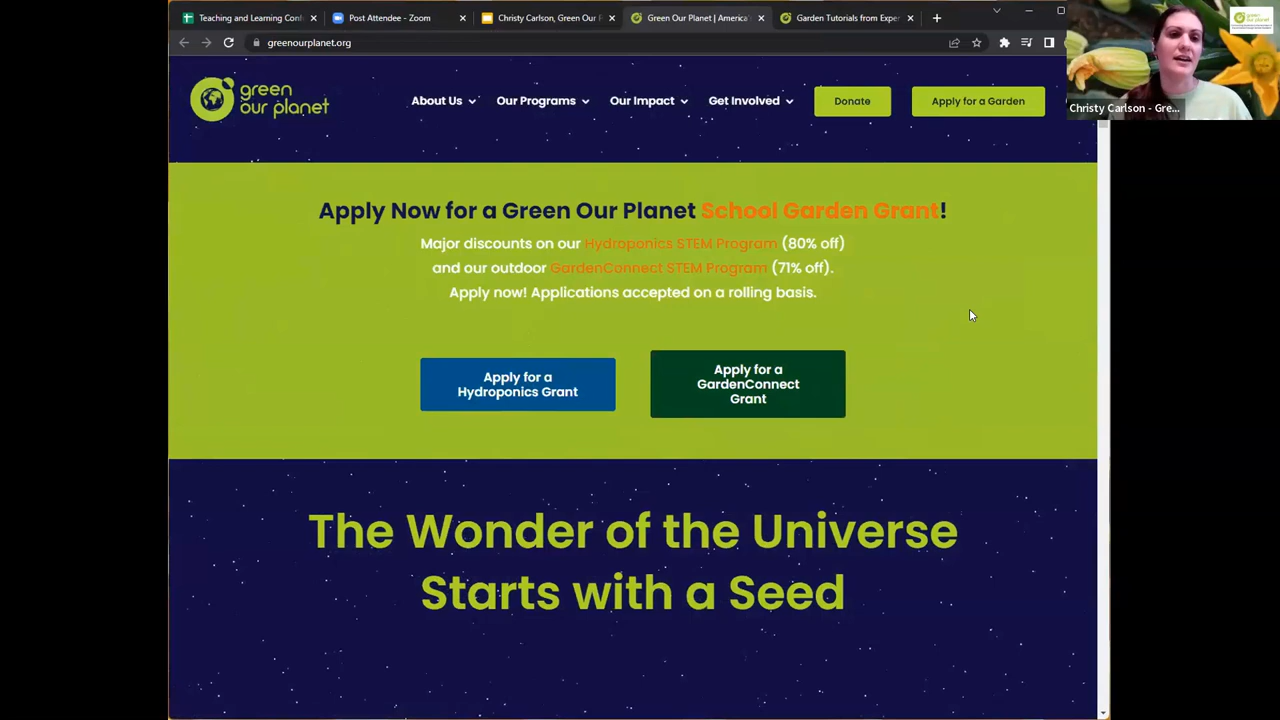 Teaching and Learning Conf
Post Attendee - Zoom
Christy Carlson, Green Our P
Green Our Planet | America'
Garden Tutorials from Expe
greenourplanet.org
green
our planet
About Us
Our Programs
Our Impact
Get Involved
Donate
Apply for a Garden
Christy Carlson - Gre...
Apply Now for a Green Our Planet School Garden Grant!
Major discounts on our Hydroponics STEM Program (80% off)
and our outdoor GardenConnect STEM Program (71% off).
Apply now! Applications accepted on a rolling basis.
Apply for a
Hydroponics Grant
Apply for a
GardenConnect
Grant
The Wonder of the Universe
Starts with a Seed